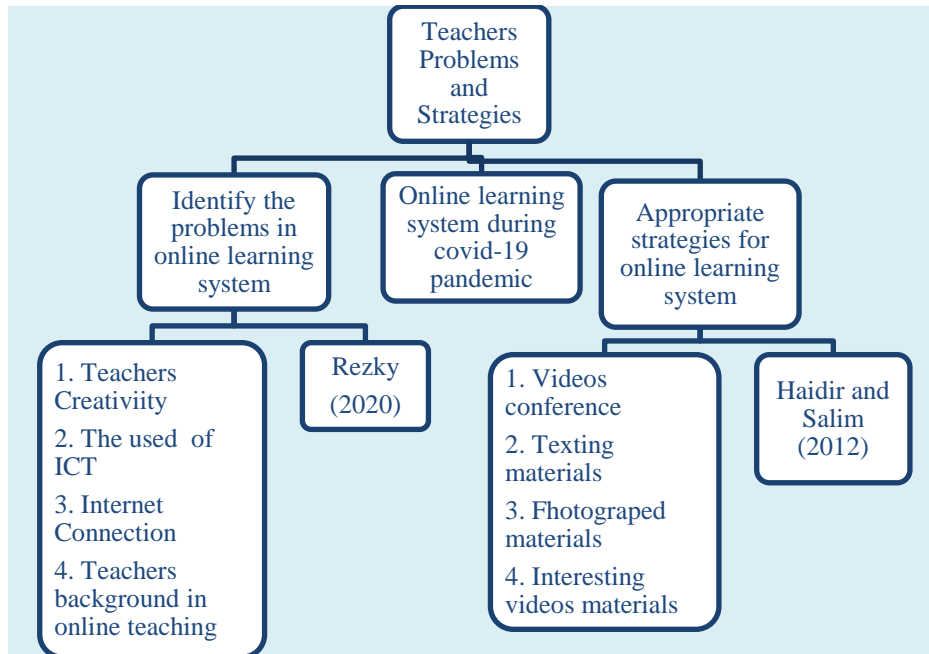 Teachers
Problems
and
Strategies
Identify the
problems in
online learning
system
Online learning
system during
covid-19
pandemic
Appropriate
strategies for
online learning
system
1. Teachers
Creativiity
2. The used of
ICT
3. Internet
Connection
4. Teachers
background in
online teaching
Rezky
(2020)
1. Videos
conference
2. Texting
materials
3. Fhotograped
materials
4. Interesting
videos materials
Haidir and
Salim
(2012)